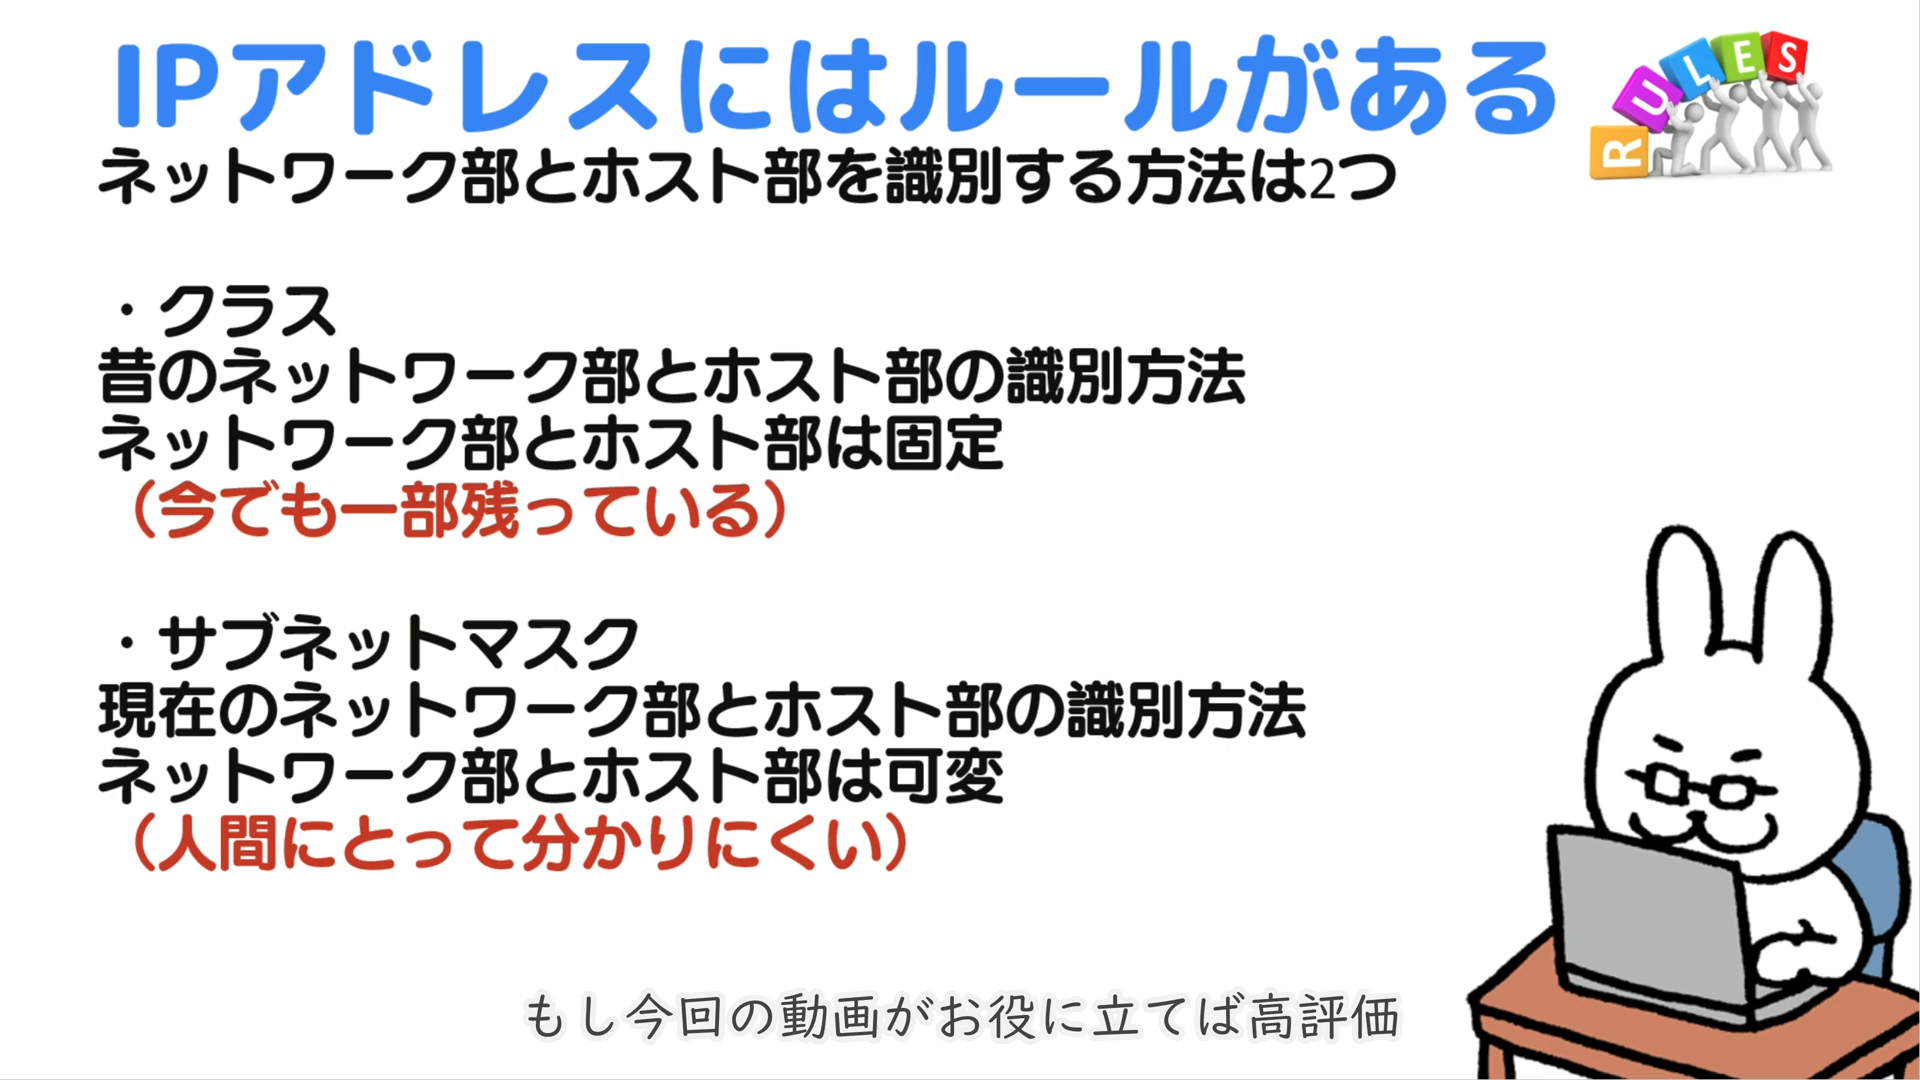 IPアドレスにはルールがある
RULES
ネットワーク部とホスト部を識別する方法は2つ
・クラス
昔のネットワーク部とホスト部の識別方法
ネットワーク部とホスト部は固定
（今でも一部残っている）
・サブネットマスク
現在のネットワーク部とホスト部の識別方法
ネットワーク部とホスト部は可変
（人間にとって分かりにくい）
もし今回の動画がお役に立てば高評価